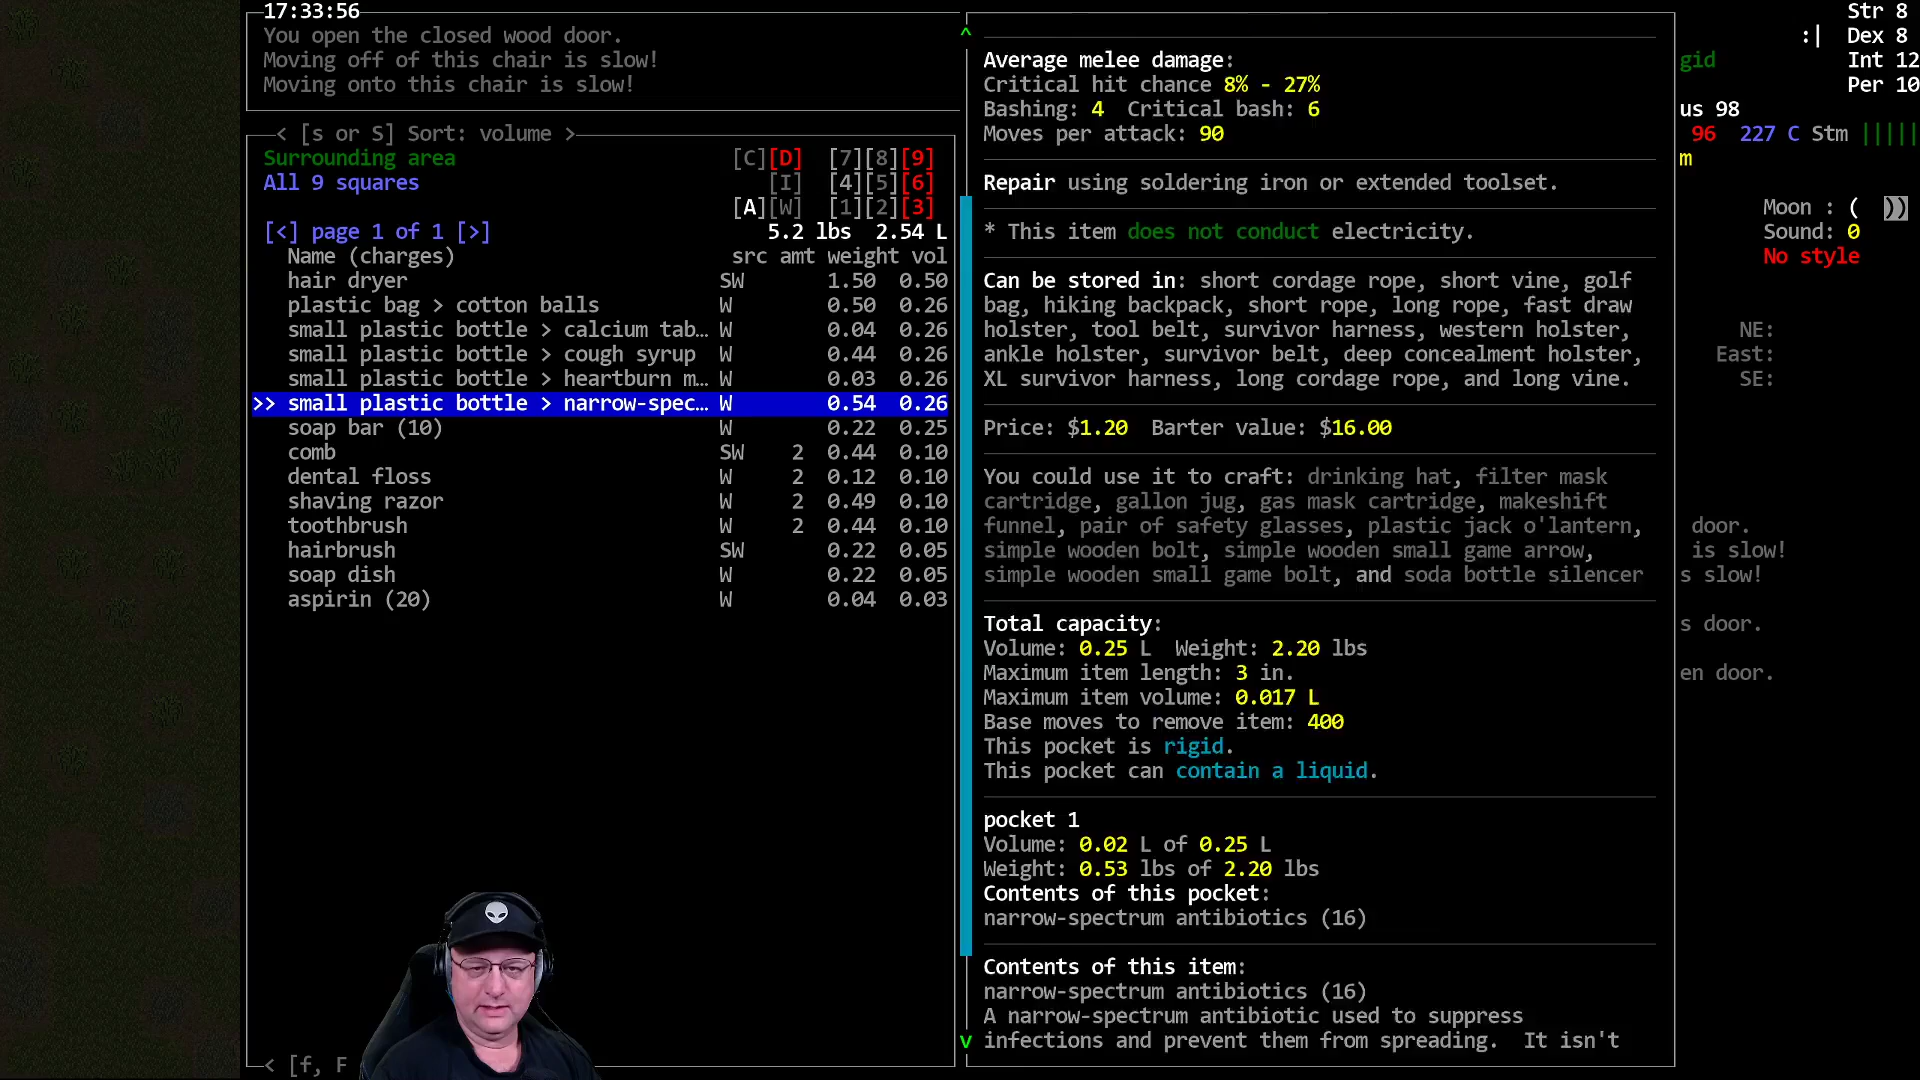 17:33:56
You open the closed wood door.
Moving off of this chair is slow!
Moving onto this chair is slow!
< [s or S] Sort: volume >
Surrounding area [C][D] [7][8][9]
All 9 squares [I] [4][5][6]
[A][W] [1][2][3]
[<] page 1 of 1 [>] 5.2 lbs 2.54 L
Name (charges) src amt weight vol
hair dryer SW 1.50 0.50
plastic bag > cotton balls W 0.50 0.26
small plastic bottle > calcium tab… W 0.04 0.26
small plastic bottle > cough syrup W 0.44 0.26
small plastic bottle > heartburn m… W 0.03 0.26
>> small plastic bottle > narrow-spec… W 0.54 0.26
soap bar (10) W 0.22 0.25
comb SW 2 0.44 0.10
dental floss W 2 0.12 0.10
shaving razor W 2 0.49 0.10
toothbrush W 2 0.44 0.10
hairbrush SW 0.22 0.05
soap dish W 0.22 0.05
aspirin (20) W 0.04 0.03
< [f, F
^
Average melee damage:
Critical hit chance 8% - 27%
Bashing: 4 Critical bash: 6
Moves per attack: 90
Repair using soldering iron or extended toolset.
* This item does not conduct electricity.
Can be stored in: short cordage rope, short vine, golf
bag, hiking backpack, short rope, long rope, fast draw
holster, tool belt, survivor harness, western holster,
ankle holster, survivor belt, deep concealment holster,
XL survivor harness, long cordage rope, and long vine.
Price: $1.20 Barter value: $16.00
You could use it to craft: drinking hat, filter mask
cartridge, gallon jug, gas mask cartridge, makeshift
funnel, pair of safety glasses, plastic jack o'lantern,
simple wooden bolt, simple wooden small game arrow,
simple wooden small game bolt, and soda bottle silencer
Total capacity:
Volume: 0.25 L Weight: 2.20 lbs
Maximum item length: 3 in.
Maximum item volume: 0.017 L
Base moves to remove item: 400
This pocket is rigid.
This pocket can contain a liquid.
pocket 1
Volume: 0.02 L of 0.25 L
Weight: 0.53 lbs of 2.20 lbs
Contents of this pocket:
narrow-spectrum antibiotics (16)
Contents of this item:
narrow-spectrum antibiotics (16)
A narrow-spectrum antibiotic used to suppress
v infections and prevent them from spreading. It isn't
Str 8
:| Dex 8
gid Int 12
Per 10
us 98
96 227 C Stm |||||
m
Moon : ( ))
Sound: 0
No style
NE:
East:
SE:
door.
is slow!
s slow!
s door.
en door.